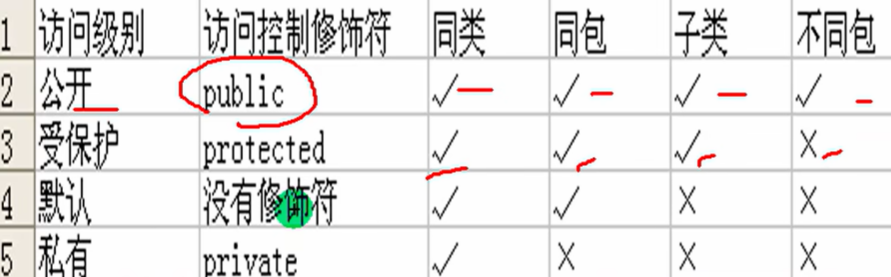 1 访问级别 访问控制修饰符 同类 同包 子类 不同包
2 公开 public √ √ √ √
3 受保护 protected √ √ √ ×
4 默认 没有修饰符 √ √ × ×
5 私有 private √ × × ×